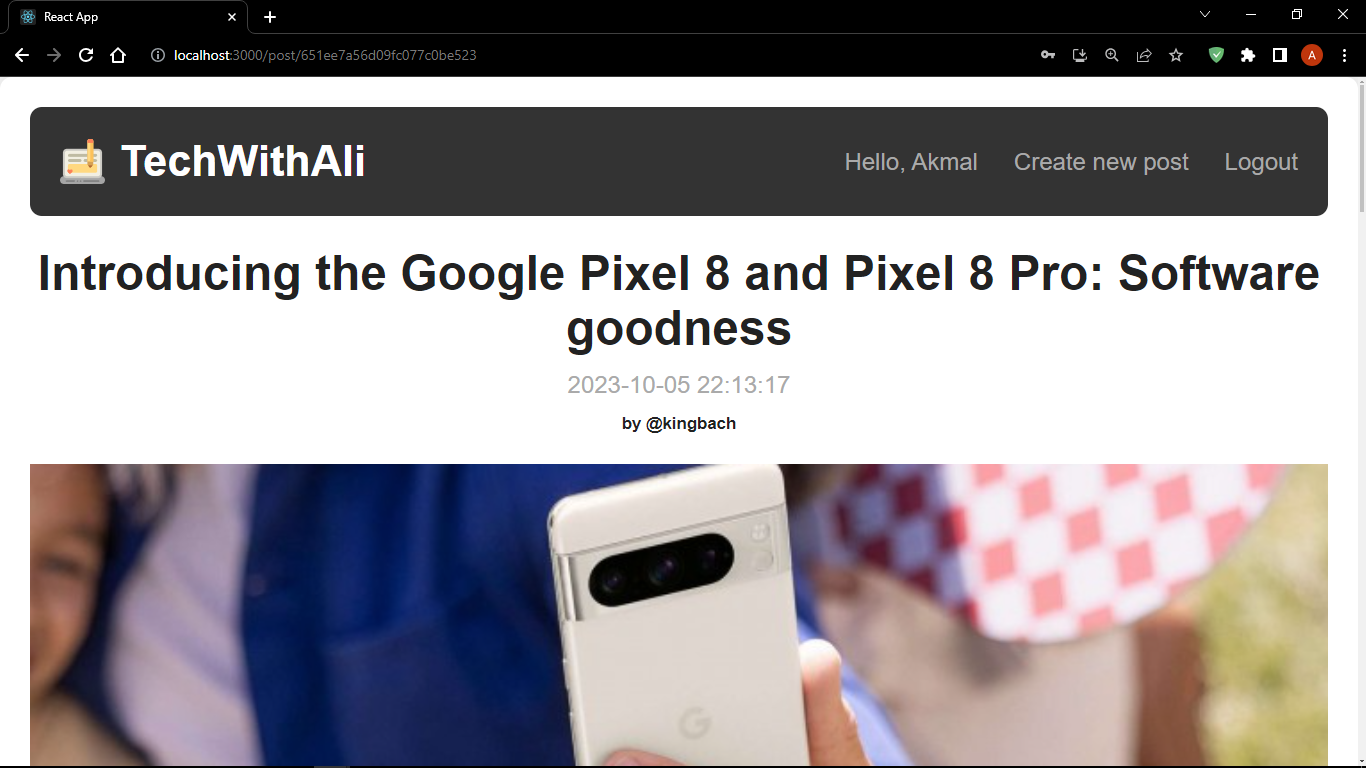 React App
localhost:3000/post/651ee7a56d09fc077c0be523
A
TechWithAli
Hello, Akmal
Create new post
Logout
Introducing the Google Pixel 8 and Pixel 8 Pro: Software
goodness
2023-10-05 22:13:17
by @kingbach
G